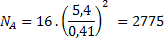 N_A = 16 . (5,4/0,41)² = 2775